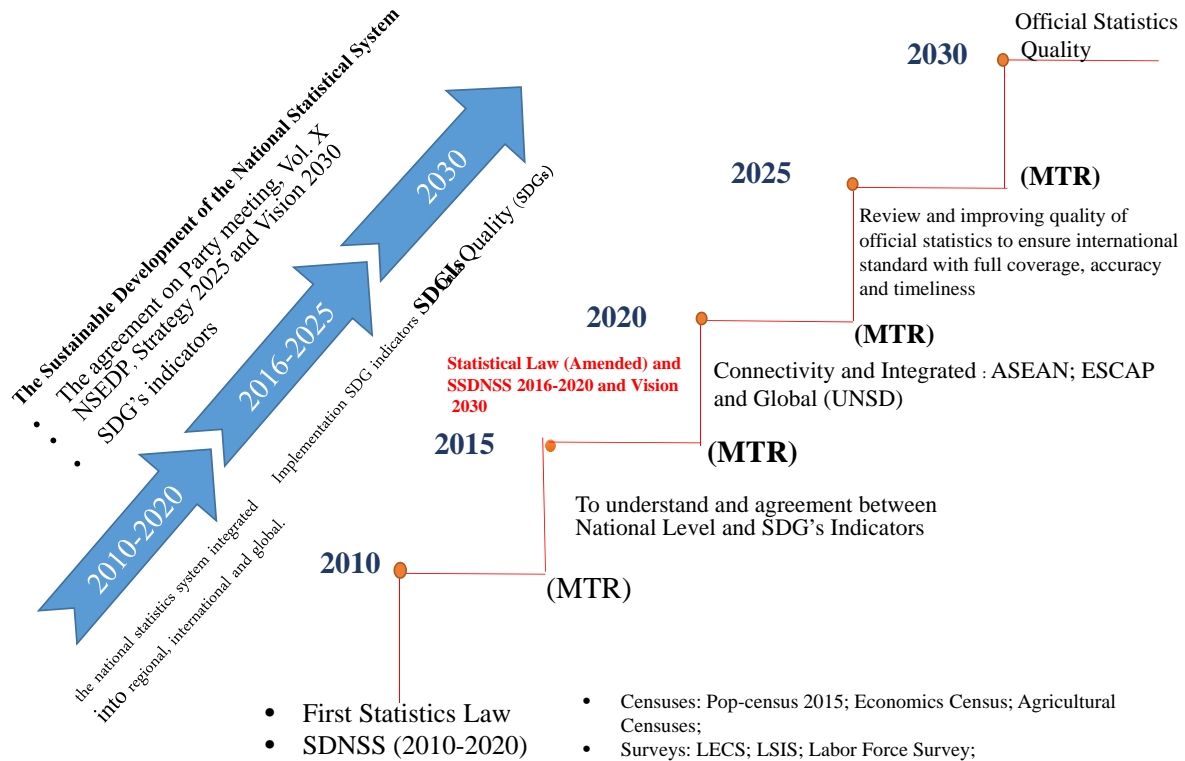 The Sustainable Development of the National Statistical System
• The agreement on Party meeting, Vol. X
• NSEDP, Strategy 2025 and Vision 2030
• SDG's indicators
2010-2020
2016-2025
2030
the national statistics system integrated
into regional, international and global.
Implementation SDG indicators
SDGIs Quality (SDGs)
2010
2015
2020
2025
2030
Official Statistics
Quality
(MTR)
Review and improving quality of
official statistics to ensure international
standard with full coverage, accuracy
and timeliness
(MTR)
Connectivity and Integrated : ASEAN; ESCAP
and Global (UNSD)
Statistical Law (Amended) and
SSDNSS 2016-2020 and Vision
2030
(MTR)
To understand and agreement between
National Level and SDG's Indicators
(MTR)
• First Statistics Law
• SDNSS (2010-2020)
• Censuses: Pop-census 2015; Economics Census; Agricultural
Censuses;
• Surveys: LECS; LSIS; Labor Force Survey;